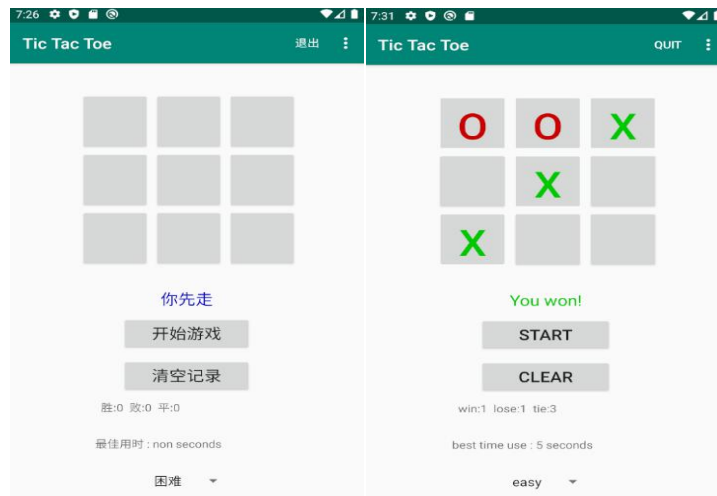 7:26
Tic Tac Toe 退出
你先走
开始游戏
清空记录
胜:0 败:0 平:0
最佳用时 : non seconds
困难
7:31
Tic Tac Toe QUIT
O O X
X
X
You won!
START
CLEAR
win:1 lose:1 tie:3
best time use : 5 seconds
easy